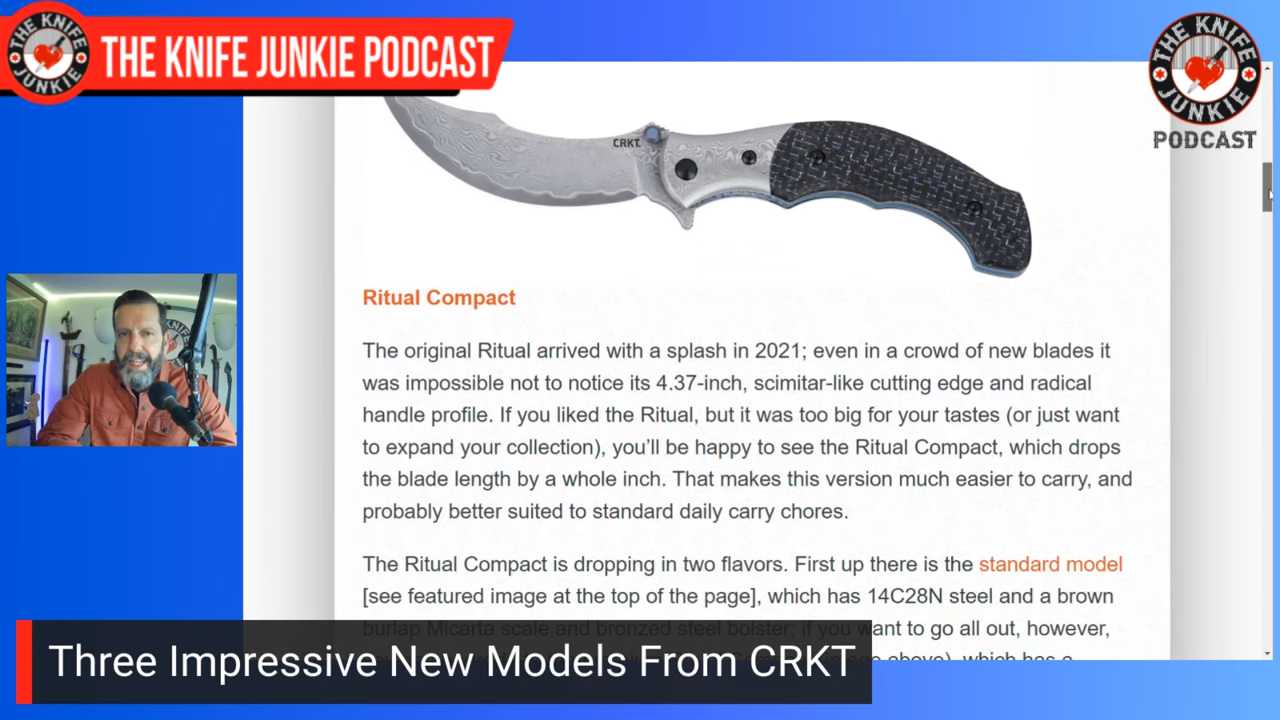 THE KNIFE JUNKIE
THE KNIFE JUNKIE PODCAST
THE KNIFE JUNKIE
PODCAST
CRKT
Ritual Compact
The original Ritual arrived with a splash in 2021; even in a crowd of new blades it
was impossible not to notice its 4.37-inch, scimitar-like cutting edge and radical
handle profile. If you liked the Ritual, but it was too big for your tastes (or just want
to expand your collection), you’ll be happy to see the Ritual Compact, which drops
the blade length by a whole inch. That makes this version much easier to carry, and
probably better suited to standard daily carry chores.
The Ritual Compact is dropping in two flavors. First up there is the standard model
[see featured image at the top of the page], which has 14C28N steel and a brown
burlap Micarta scale and bronzed steel bolster; if you want to go all out, however,
above), which has a
Three Impressive New Models From CRKT